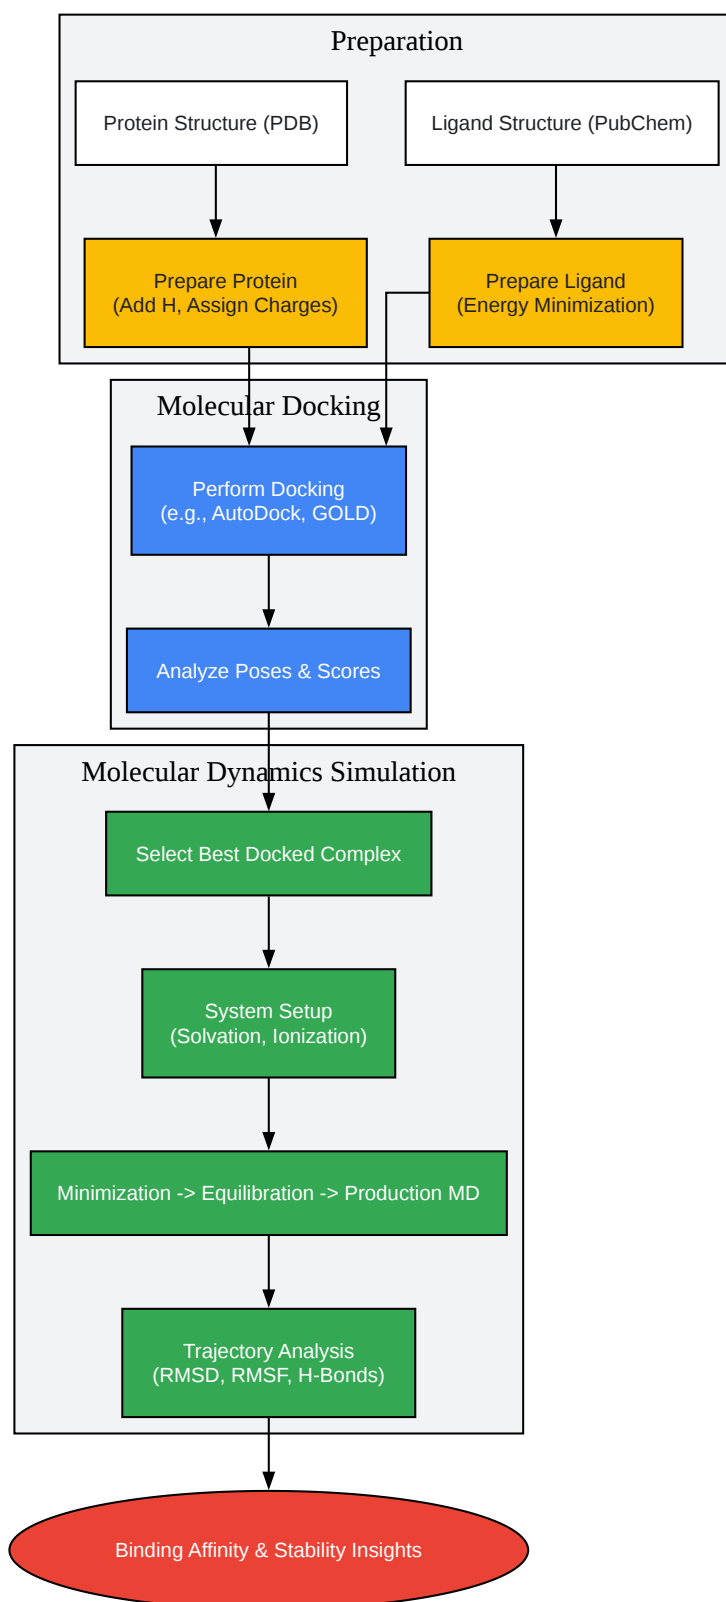 Preparation
Protein Structure (PDB)
Ligand Structure (PubChem)
Prepare Protein
(Add H, Assign Charges)
Prepare Ligand
(Energy Minimization)
Molecular Docking
Perform Docking
(e.g., AutoDock, GOLD)
Analyze Poses & Scores
Molecular Dynamics Simulation
Select Best Docked Complex
System Setup
(Solvation, Ionization)
Minimization -> Equilibration -> Production MD
Trajectory Analysis
(RMSD, RMSF, H-Bonds)
Binding Affinity & Stability Insights